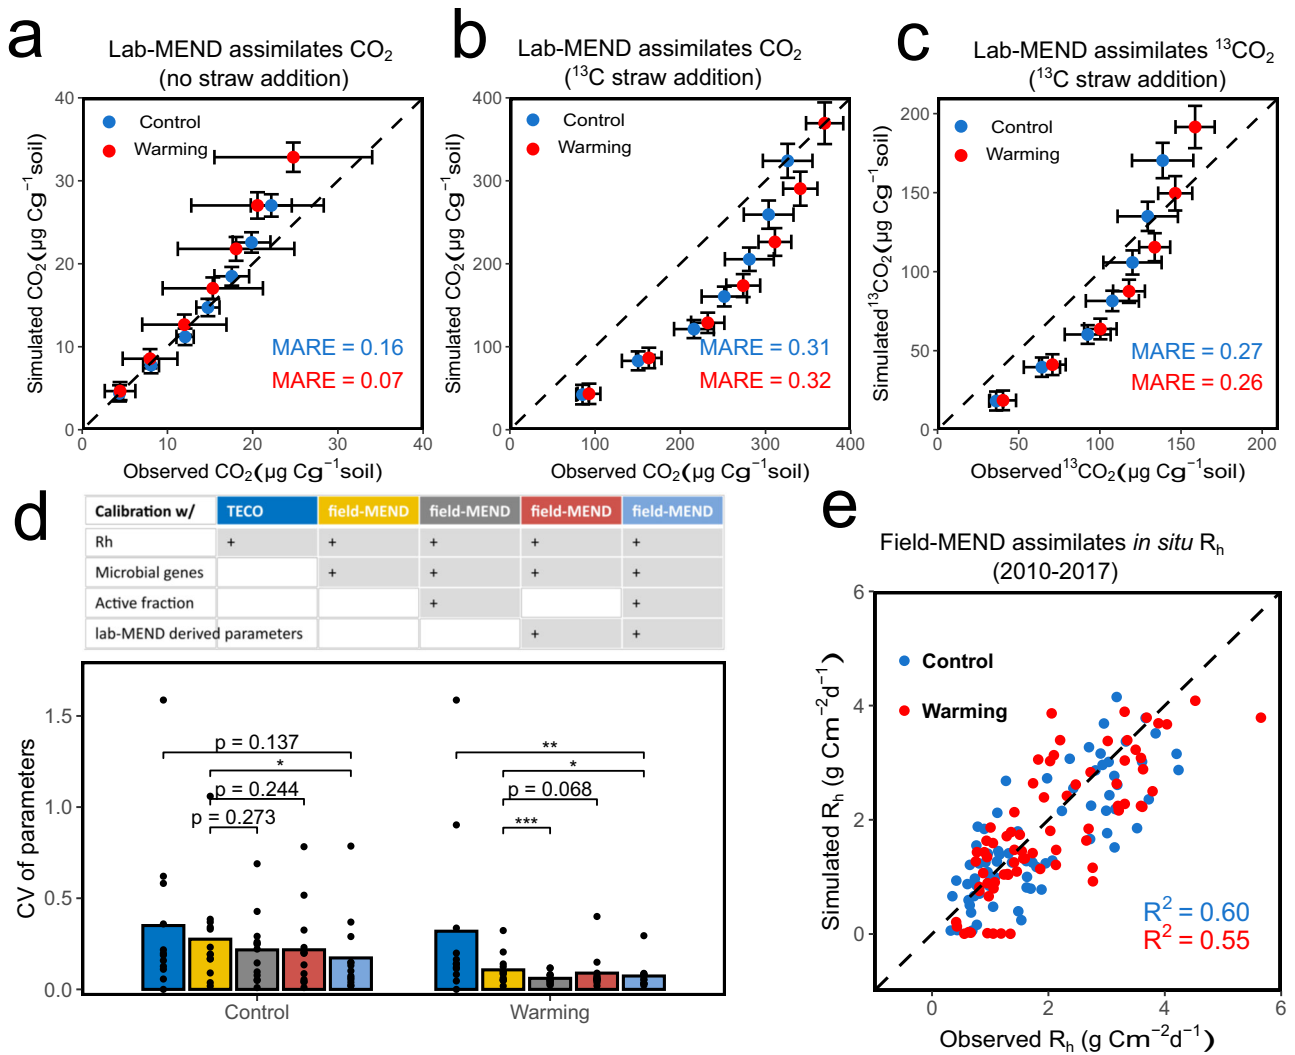 a
Lab-MEND assimilates CO₂
(no straw addition)
40
30
20
10
0
0
10
20
30
40
Simulated CO₂(μg Cg⁻¹soil)
Observed CO₂(μg Cg⁻¹soil)
Control
Warming
MARE = 0.16
MARE = 0.07
b
Lab-MEND assimilates CO₂
(¹³C straw addition)
400
300
200
100
0
0
100
200
300
400
Simulated CO₂(μg Cg⁻¹soil)
Observed CO₂(μg Cg⁻¹soil)
Control
Warming
MARE = 0.31
MARE = 0.32
c
Lab-MEND assimilates ¹³CO₂
(¹³C straw addition)
200
150
100
50
0
0
50
100
150
200
Simulated¹³CO₂(μg Cg⁻¹soil)
Observed¹³CO₂(μg Cg⁻¹soil)
Control
Warming
MARE = 0.27
MARE = 0.26
d
Calibration w/ TECO field-MEND field-MEND field-MEND field-MEND
Rh + + + + +
Microbial genes + + + +
Active fraction + +
lab-MEND derived parameters + +
1.5
1.0
0.5
0.0
CV of parameters
p = 0.137
*
p = 0.244
p = 0.273
**
*
p = 0.068
***
Control
Warming
e
Field-MEND assimilates in situ Rₕ
(2010-2017)
6
4
2
0
0
2
4
6
Simulated Rₕ (g Cm⁻²d⁻¹)
Observed Rₕ (g Cm⁻²d⁻¹)
Control
Warming
R² = 0.60
R² = 0.55